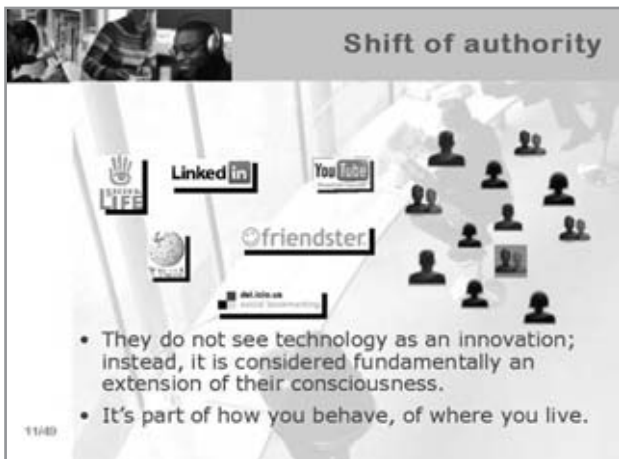 Shift of authority
SECOND
LIFE
Linked in
YouTube
friendster
del.icio.us
social bookmarking
• They do not see technology as an innovation;
instead, it is considered fundamentally an
extension of their consciousness.
• It's part of how you behave, of where you live.
11/49